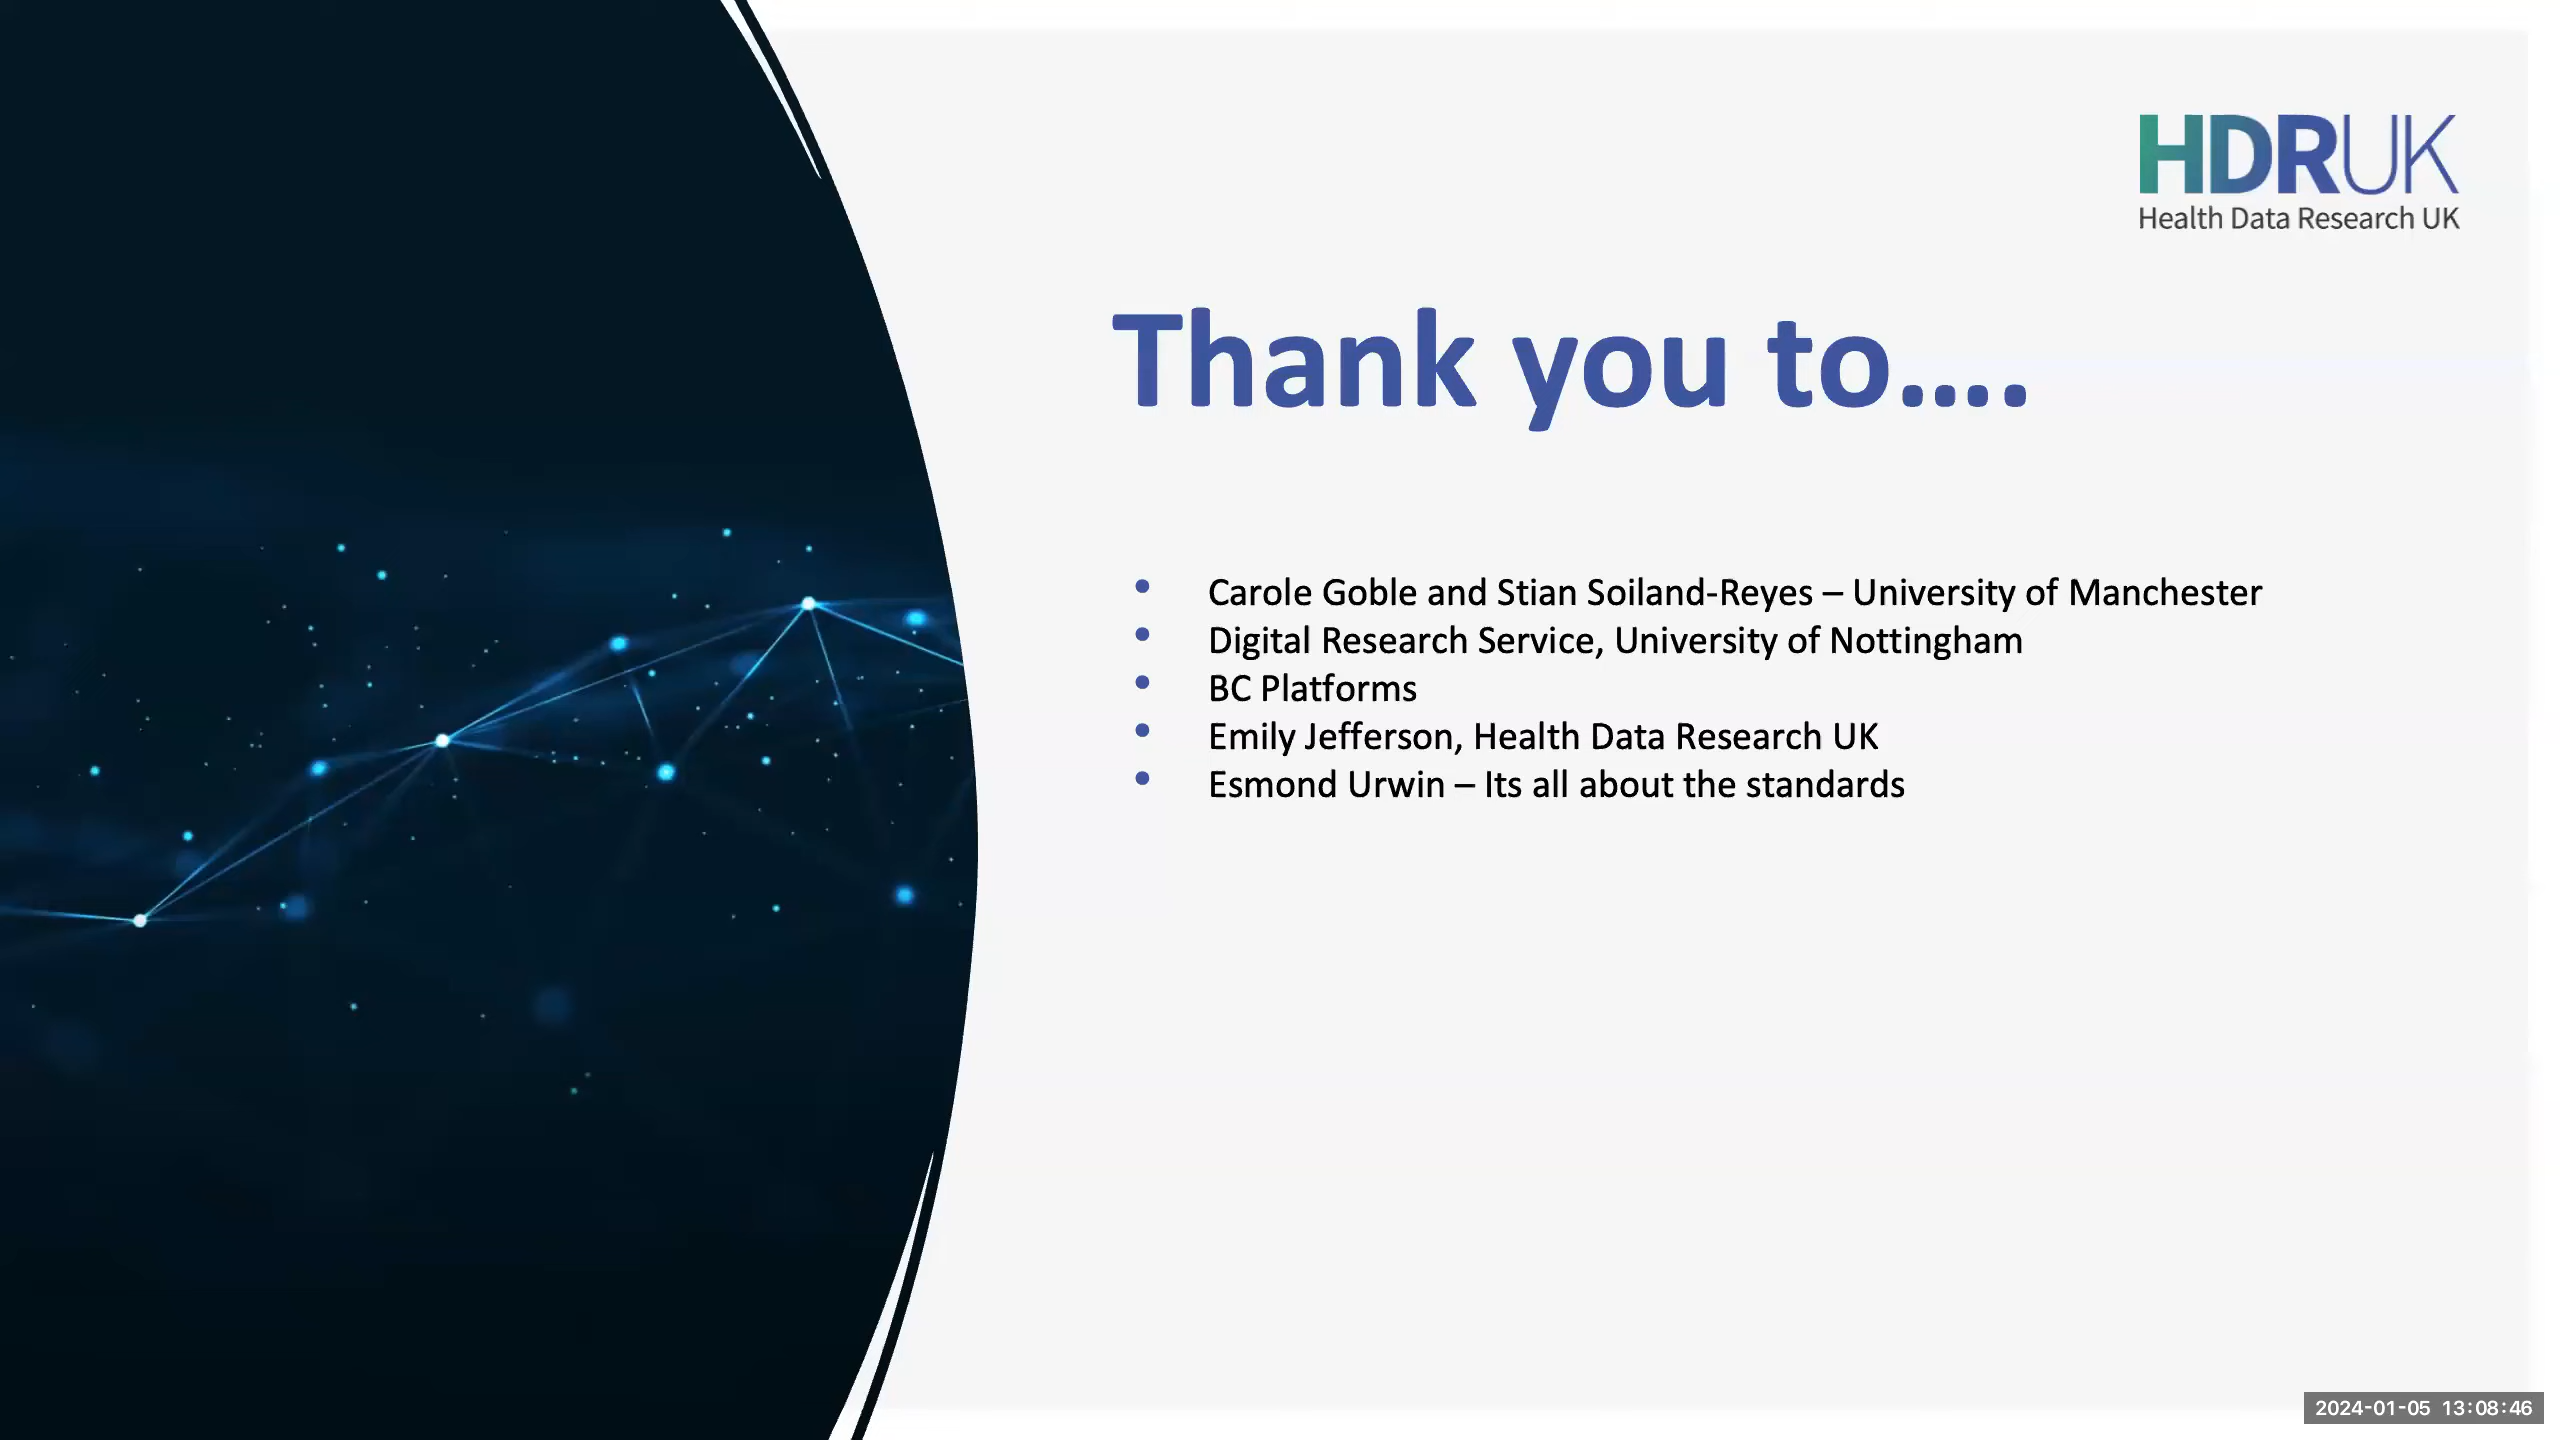 HDRUK
Health Data Research UK
Thank you to....
• Carole Goble and Stian Soiland-Reyes – University of Manchester
• Digital Research Service, University of Nottingham
• BC Platforms
• Emily Jefferson, Health Data Research UK
• Esmond Urwin – Its all about the standards
2024-01-05 13:08:46